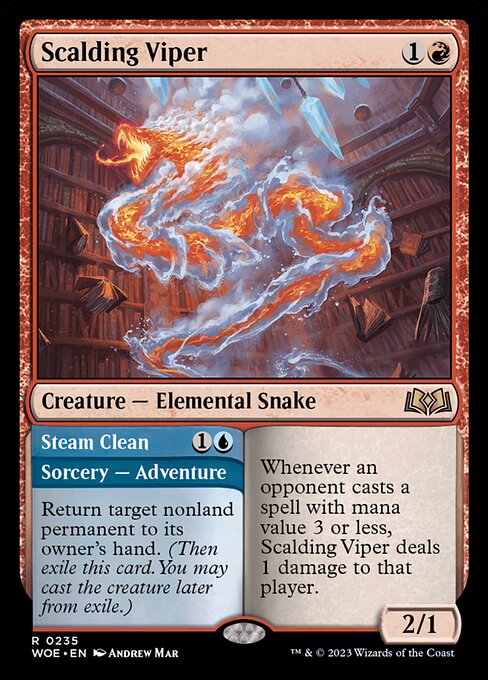 Scalding Viper 1
Creature — Elemental Snake
Steam Clean 1
Sorcery — Adventure
Return target nonland
permanent to its
owner's hand. (Then
exile this card. You may
cast the creature later
from exile.)
Whenever an
opponent casts a
spell with mana
value 3 or less,
Scalding Viper deals
1 damage to that
player.
2/1
R 0235
WOE • EN Andrew Mar
™ & © 2023 Wizards of the Coast